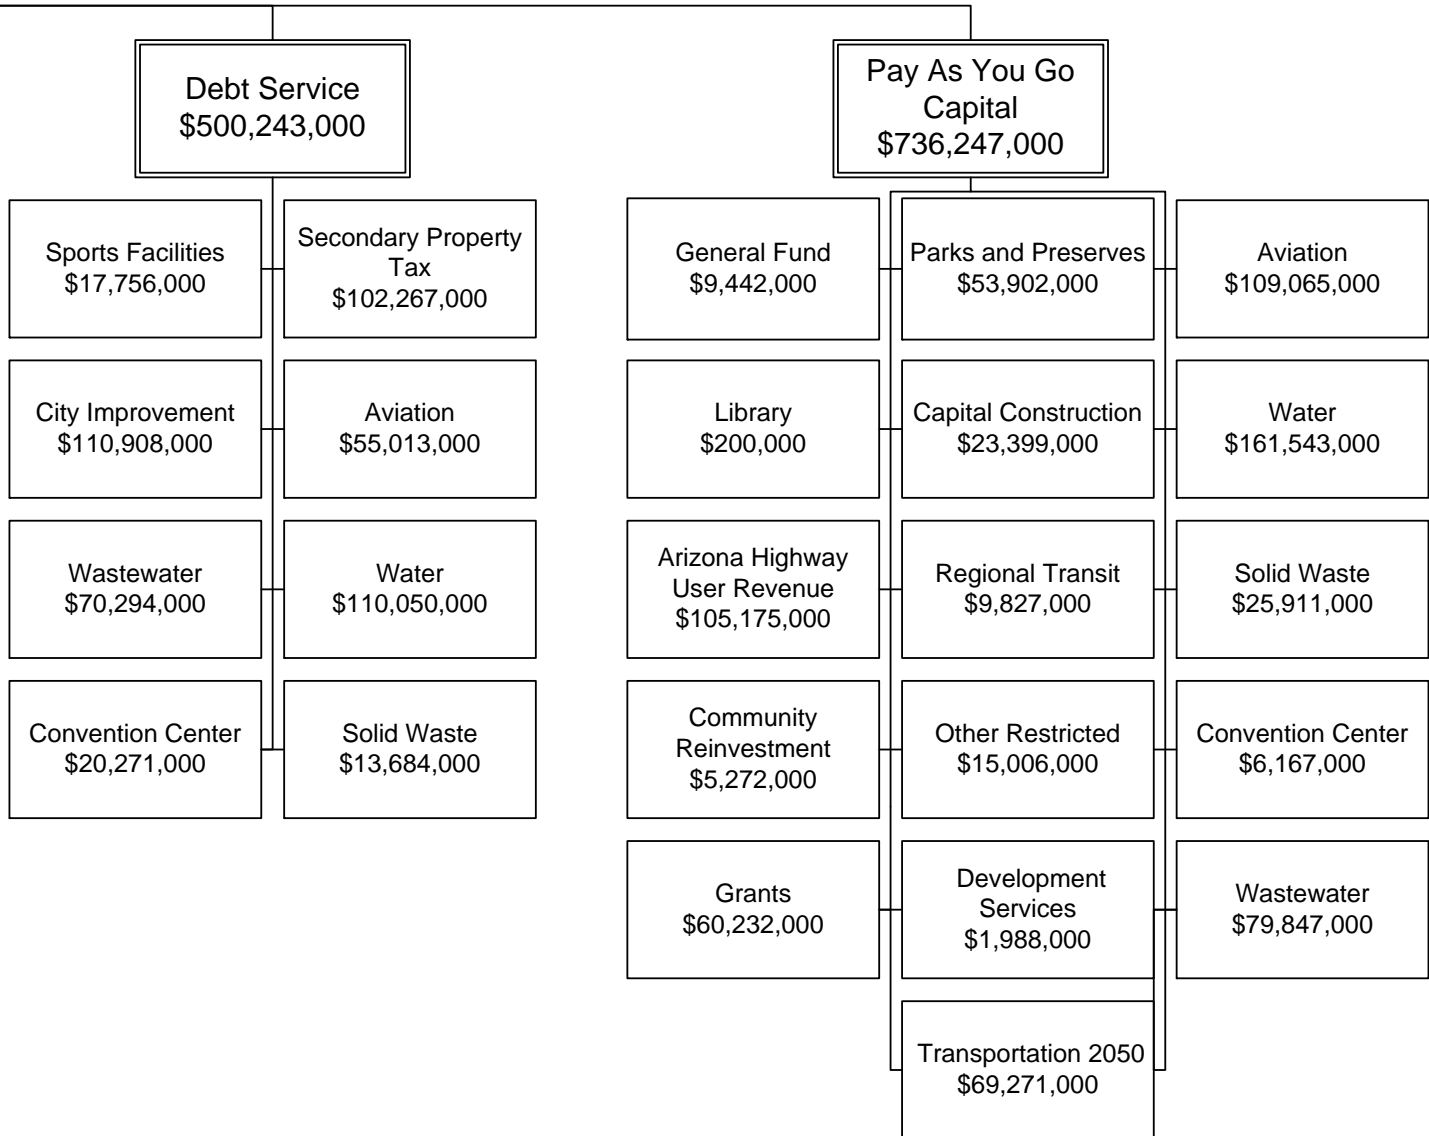 Debt Service
$500,243,000
Pay As You Go
Capital
$736,247,000
Sports Facilities
$17,756,000
Secondary Property
Tax
$102,267,000
City Improvement
$110,908,000
Aviation
$55,013,000
Wastewater
$70,294,000
Water
$110,050,000
Convention Center
$20,271,000
Solid Waste
$13,684,000
General Fund
$9,442,000
Parks and Preserves
$53,902,000
Aviation
$109,065,000
Library
$200,000
Capital Construction
$23,399,000
Water
$161,543,000
Arizona Highway
User Revenue
$105,175,000
Regional Transit
$9,827,000
Solid Waste
$25,911,000
Community
Reinvestment
$5,272,000
Other Restricted
$15,006,000
Convention Center
$6,167,000
Grants
$60,232,000
Development
Services
$1,988,000
Wastewater
$79,847,000
Transportation 2050
$69,271,000